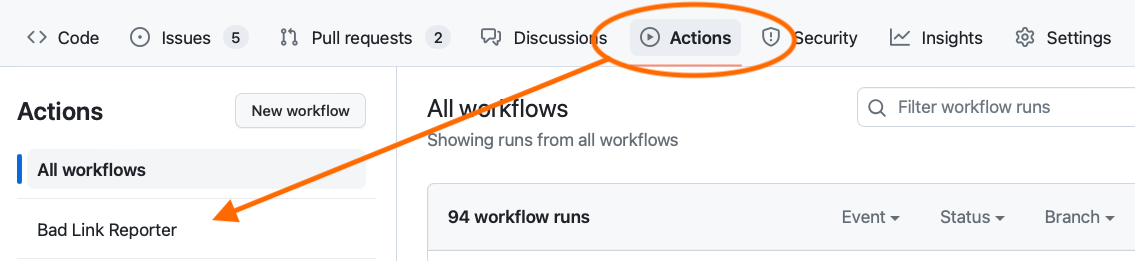 Code Issues 5 Pull requests 2 Discussions Actions Security Insights Settings
Actions New workflow
All workflows
Bad Link Reporter
All workflows Filter workflow runs
Showing runs from all workflows
94 workflow runs Event Status Branch